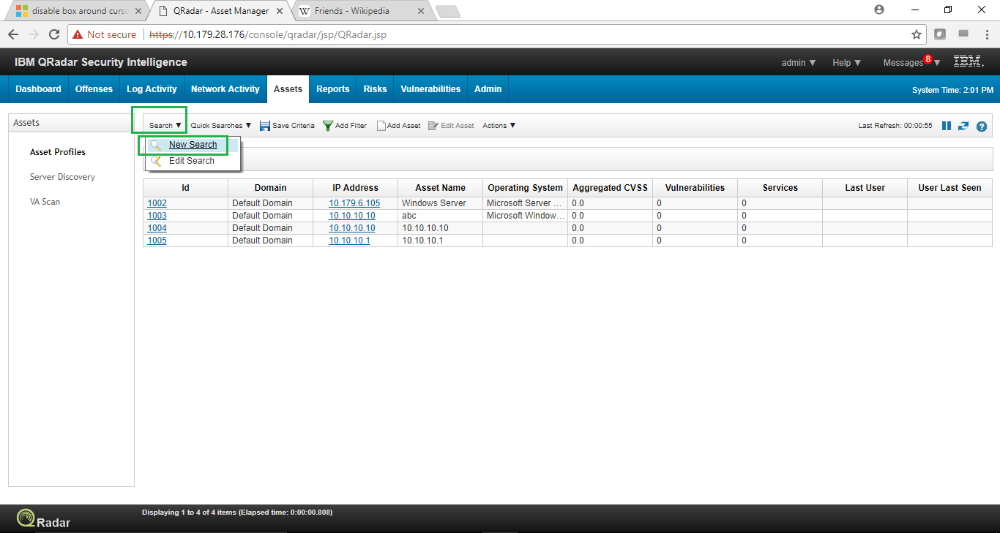 disable box around curso
QRadar - Asset Manager
Friends - Wikipedia
Not secure
https://10.179.28.176/console/qradar/jsp/QRadar.jsp
IBM QRadar Security Intelligence
admin ▼ Help ▼ Messages 8 ▼ IBM.
Dashboard Offenses Log Activity Network Activity Assets Reports Risks Vulnerabilities Admin System Time: 2:01 PM
Assets
Search ▼ Quick Searches ▼ Save Criteria Add Filter Add Asset Edit Asset Actions ▼ Last Refresh: 00:00:55
New Search
Edit Search
Asset Profiles
Server Discovery
VA Scan
Id Domain IP Address Asset Name Operating System Aggregated CVSS Vulnerabilities Services Last User User Last Seen
1002 Default Domain 10.179.6.105 Windows Server Microsoft Server ... 0.0 0 0
1003 Default Domain 10.10.10.10 abc Microsoft Window... 0.0 0 0
1004 Default Domain 10.10.10.10 10.10.10.10 0.0 0 0
1005 Default Domain 10.10.10.1 10.10.10.1 0.0 0 0
QRadar
Displaying 1 to 4 of 4 items (Elapsed time: 0:00:00.808)